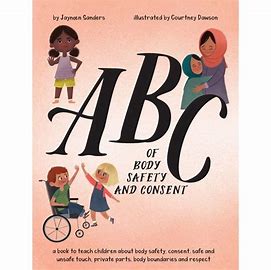 by Jayneen Sanders illustrated by Courtney Dawson
ABC
OF
BODY
SAFETY
AND CONSENT
a book to teach children about body safety, consent, safe and
unsafe touch, private parts, body boundaries and respect